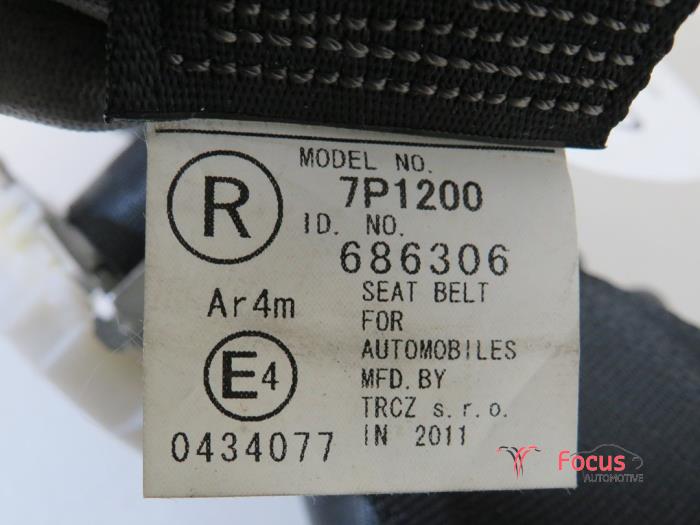 MODEL NO.
7P1200
R
ID. NO.
686306
Ar4m
SEAT BELT
FOR
AUTOMOBILES
E4
MFD. BY
TRCZ s.r.o.
0434077
IN 2011
Focus
AUTOMOTIVE